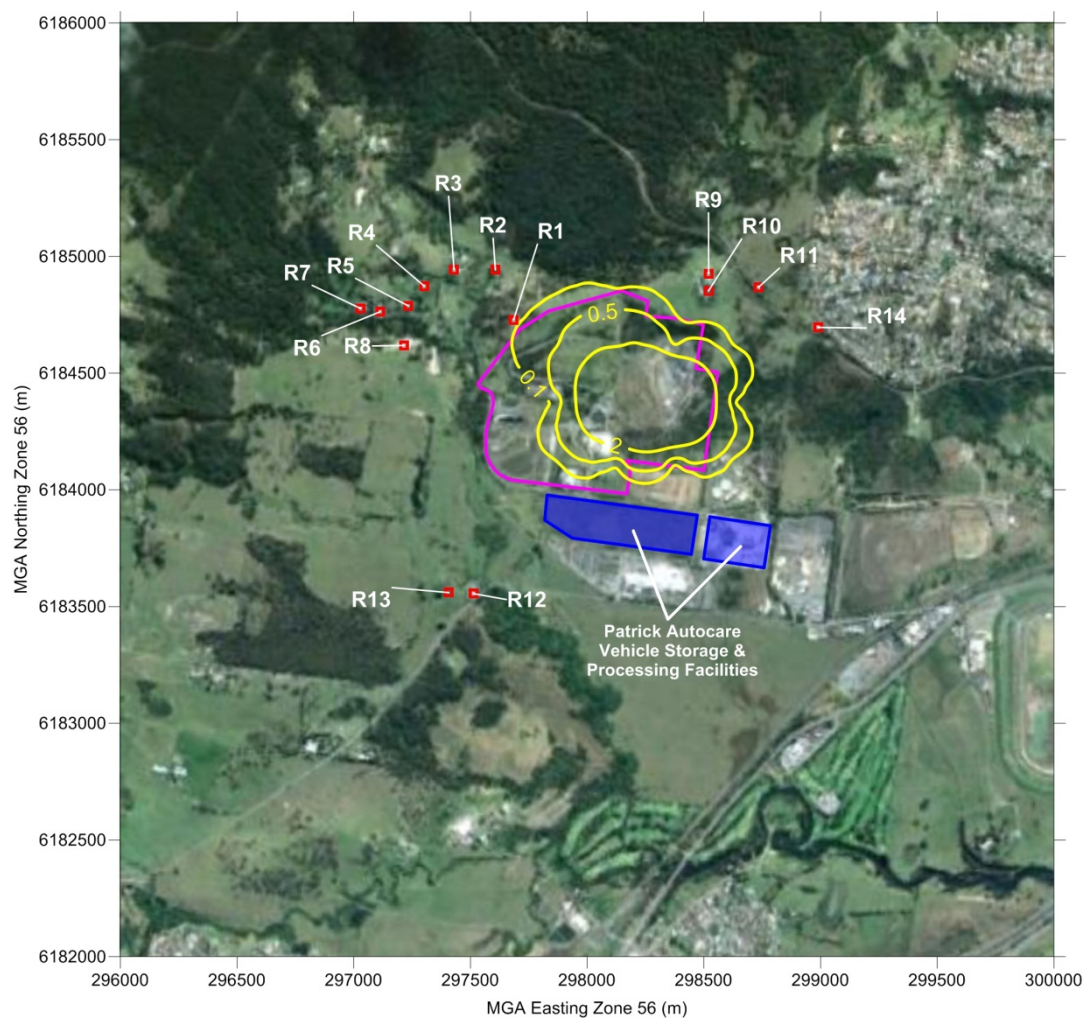 6186000
6185500
6185000
6184500
6184000
6183500
6183000
6182500
6182000
MGA Northing Zone 56 (m)
R3
R9
R2
R1
R10
R4
R11
R5
R7
R6
R8
R14
0.5
0.1
2
R13
R12
Patrick Autocare
Vehicle Storage &
Processing Facilities
296000 296500 297000 297500 298000 298500 299000 299500 300000
MGA Easting Zone 56 (m)